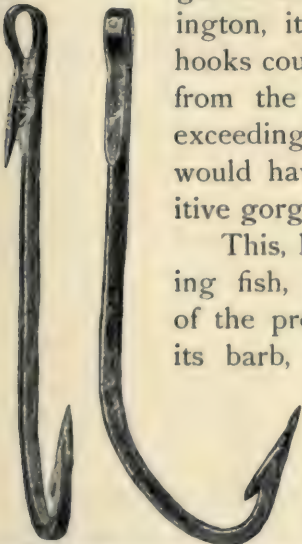 ington, it
hooks cou
from the
exceeding
would hav
itive gorg
This, h
ing fish,
of the pr
its barb,